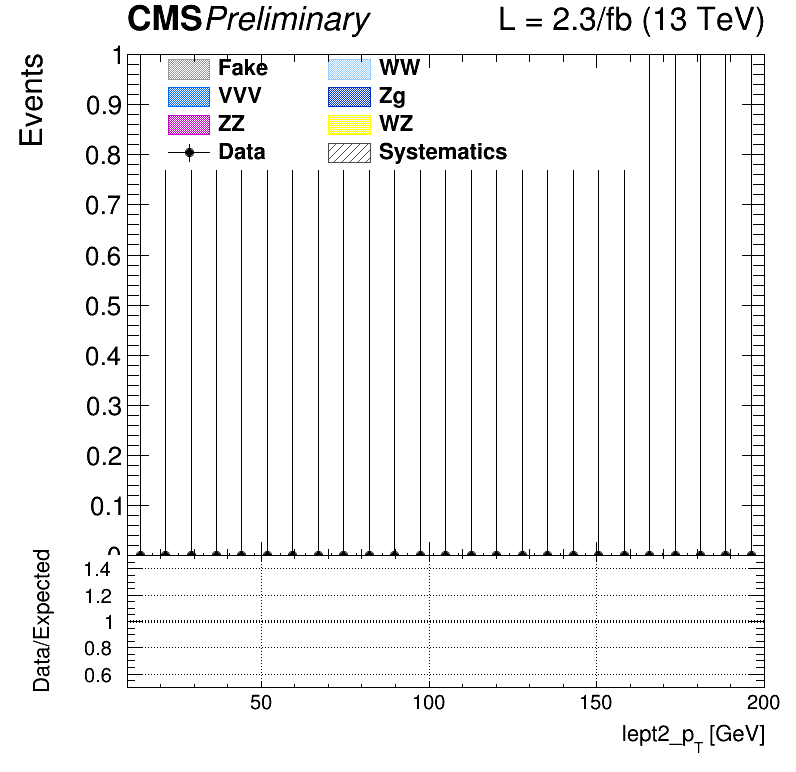 CMS Preliminary L = 2.3/fb (13 TeV)
Events
1
0.9
0.8
0.7
0.6
0.5
0.4
0.3
0.2
0.1
0
Fake WW
VVV Zg
ZZ WZ
Data Systematics
Data/Expected
1.4
1.2
1
0.8
0.6
50 100 150 200
lept2_p_T [GeV]